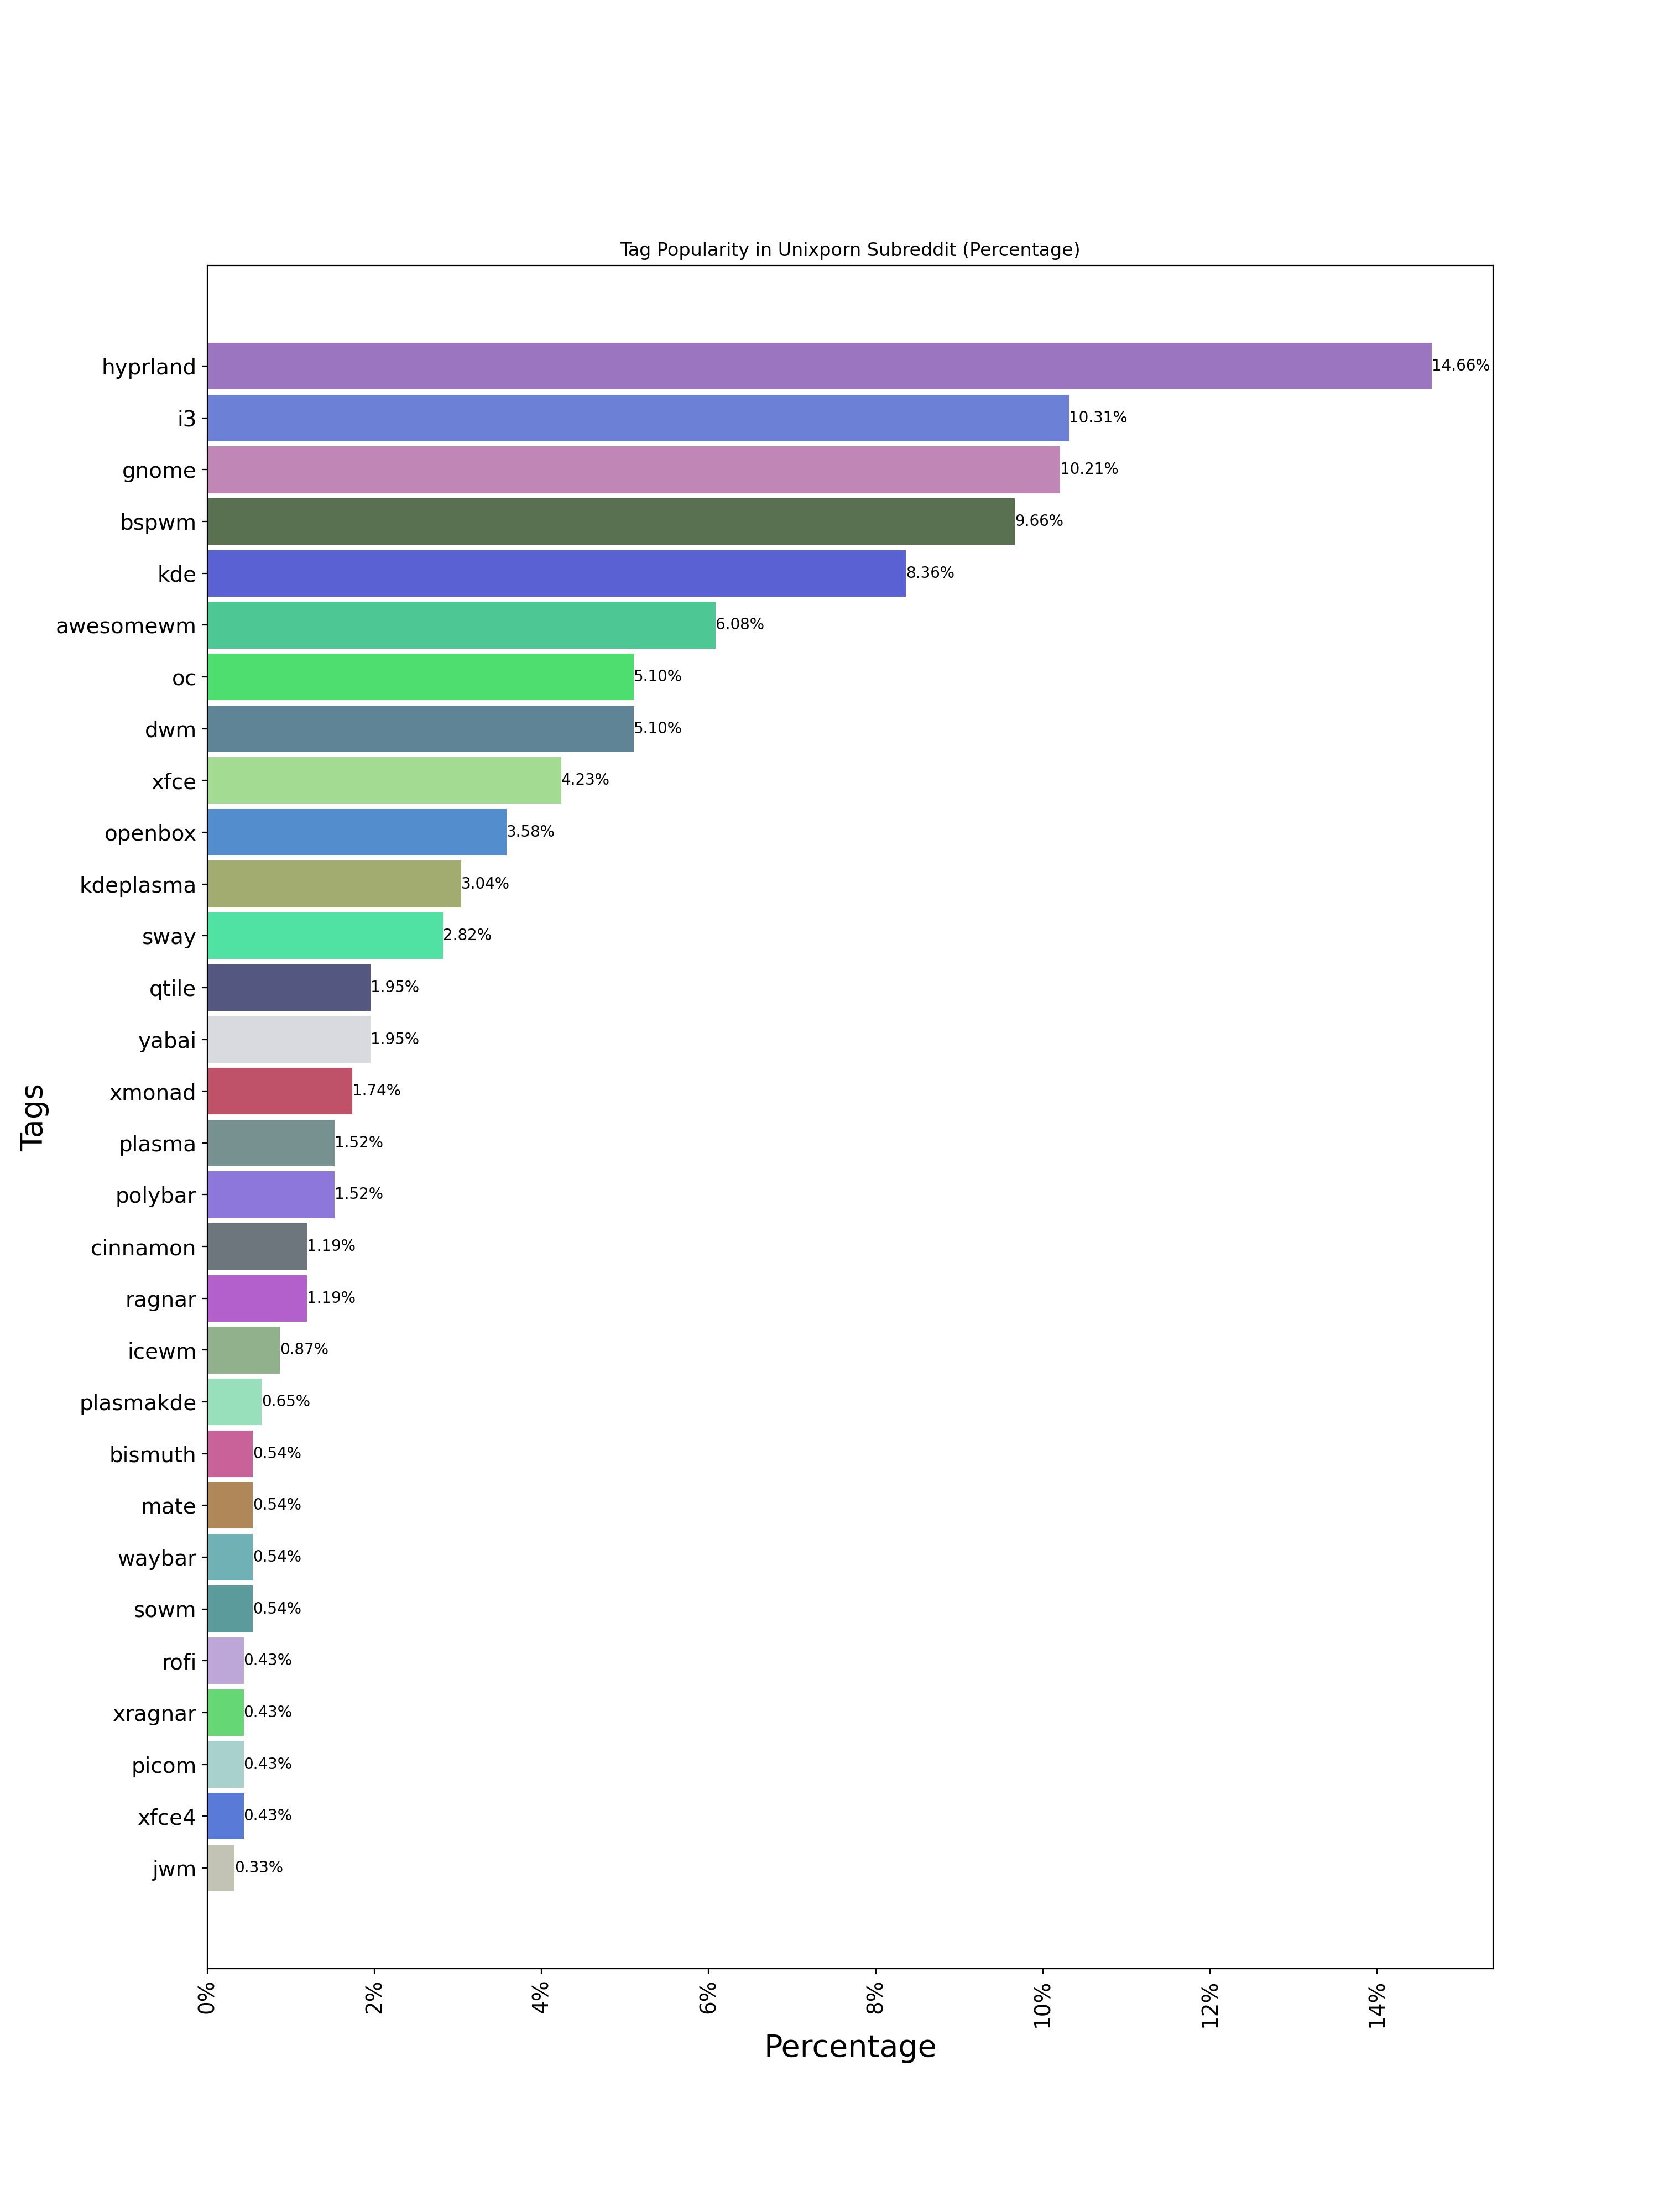 Tag Popularity in Unixporn Subreddit (Percentage)
hyprland 14.66%
i3 10.31%
gnome 10.21%
bspwm 9.66%
kde 8.36%
awesomewm 6.08%
oc 5.10%
dwm 5.10%
xfce 4.23%
openbox 3.58%
kdeplasma 3.04%
sway 2.82%
qtile 1.95%
yabai 1.95%
xmonad 1.74%
plasma 1.52%
polybar 1.52%
cinnamon 1.19%
ragnar 1.19%
icewm 0.87%
plasmakde 0.65%
bismuth 0.54%
mate 0.54%
waybar 0.54%
sowm 0.54%
rofi 0.43%
xragnar 0.43%
picom 0.43%
xfce4 0.43%
jwm 0.33%
Tags
0% 2% 4% 6% 8% 10% 12% 14%
Percentage